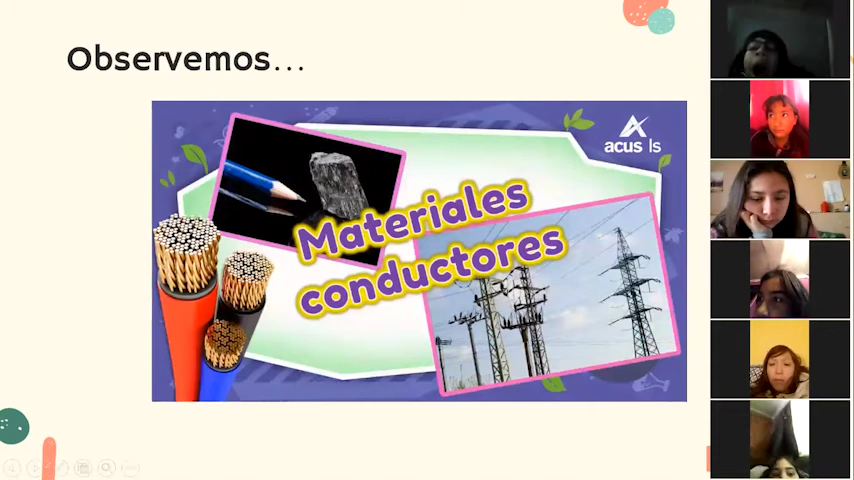 Observemos...
acus ls
Materiales
conductores